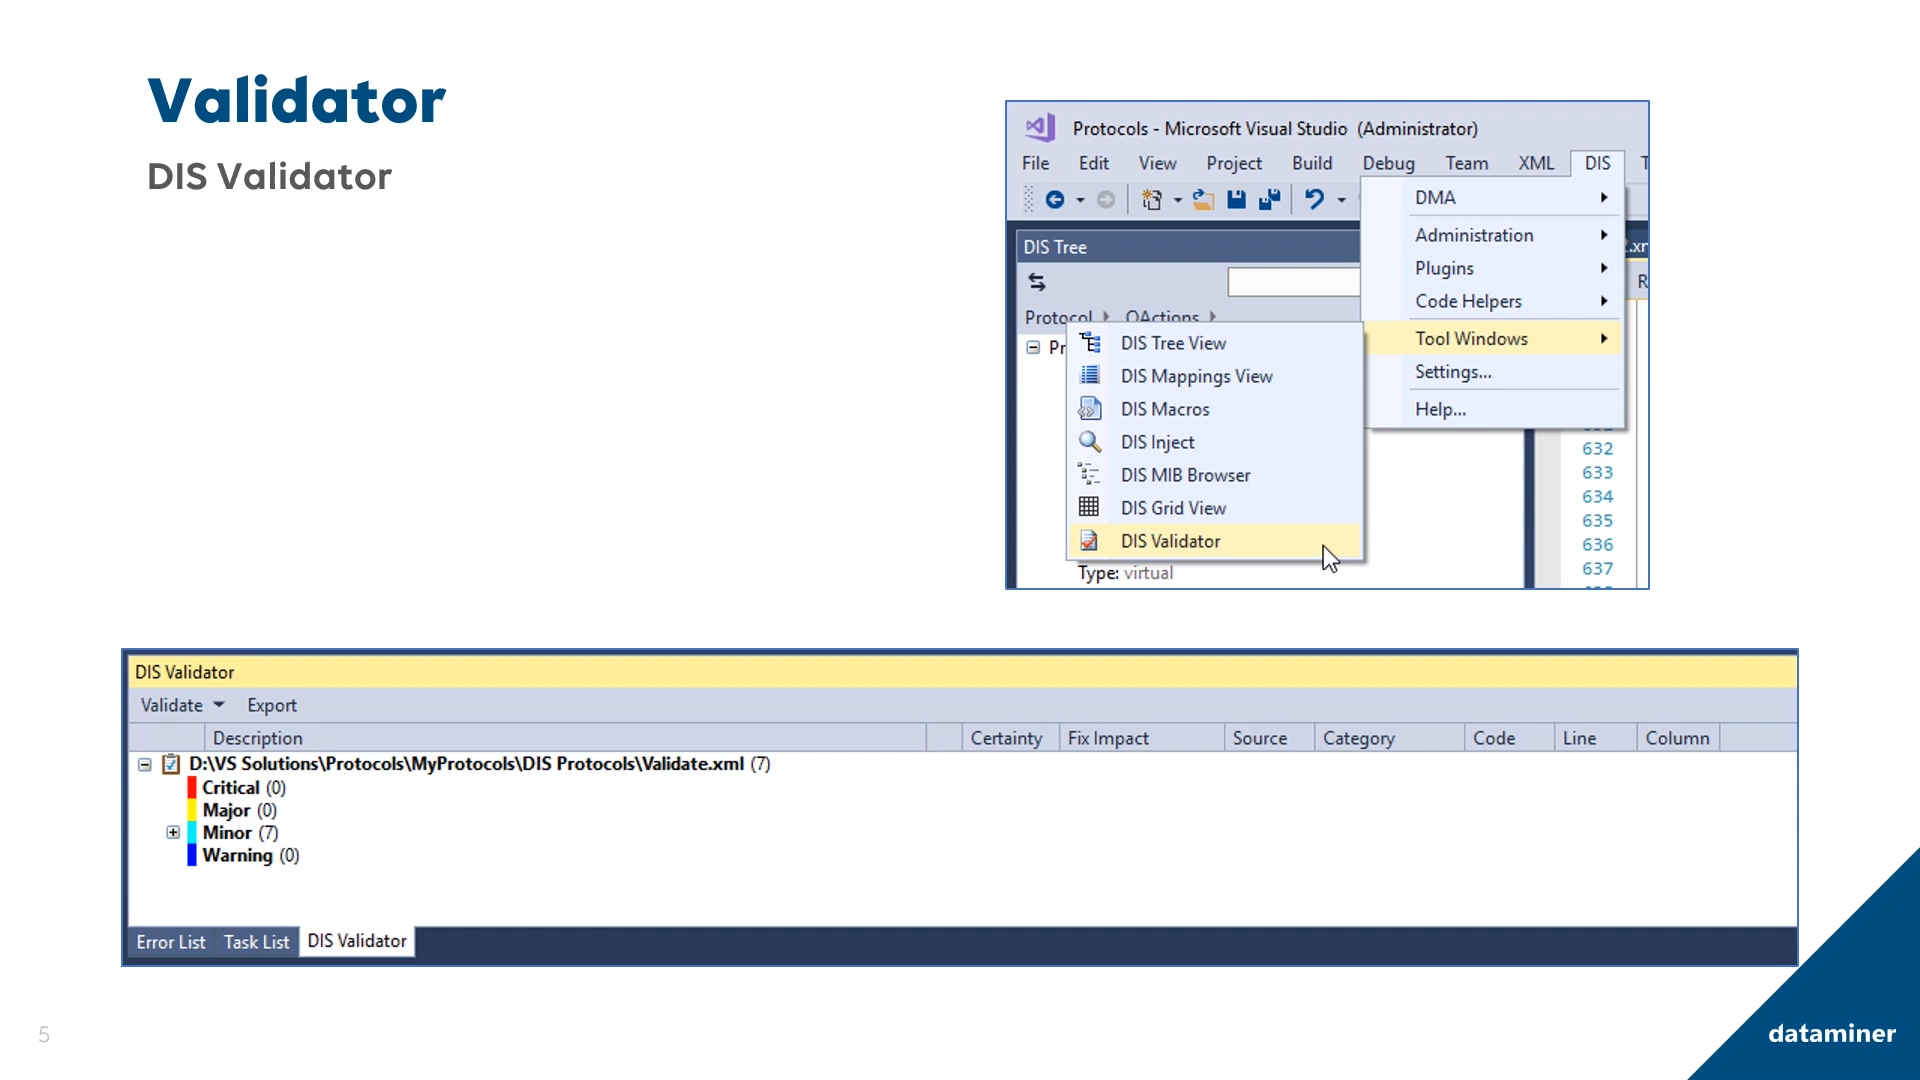 Validator
DIS Validator
Protocols - Microsoft Visual Studio (Administrator)
File Edit View Project Build Debug Team XML DIS
DMA
DIS Tree
Administration
Plugins
Code Helpers
Protocol QActions
Tool Windows
Settings...
Help...
DIS Tree View
DIS Mappings View
DIS Macros
DIS Inject
DIS MIB Browser
DIS Grid View
DIS Validator
Type: virtual
632
633
634
635
636
637
DIS Validator
Validate Export
Description Certainty Fix Impact Source Category Code Line Column
D:\VS Solutions\Protocols\MyProtocols\DIS Protocols\Validate.xml (7)
Critical (0)
Major (0)
Minor (7)
Warning (0)
Error List Task List DIS Validator
5
dataminer